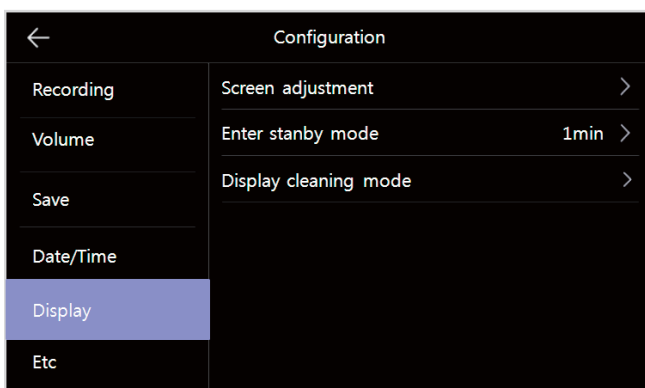 Configuration
Recording
Volume
Save
Date/Time
Display
Etc
Screen adjustment
Enter stanby mode 1min
Display cleaning mode